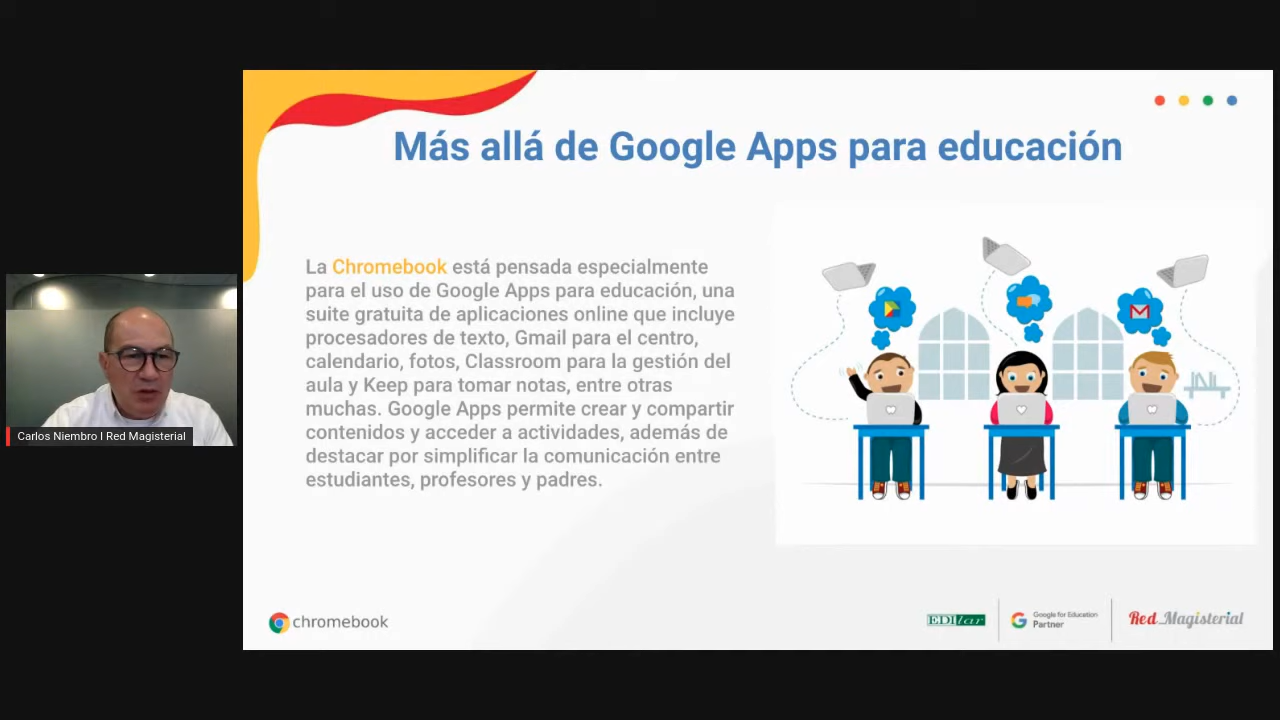 Más allá de Google Apps para educación
La Chromebook está pensada especialmente
para el uso de Google Apps para educación, una
suite gratuita de aplicaciones online que incluye
procesadores de texto, Gmail para el centro,
calendario, fotos, Classroom para la gestión del
aula y Keep para tomar notas, entre otras
muchas. Google Apps permite crear y compartir
contenidos y acceder a actividades, además de
destacar por simplificar la comunicación entre
estudiantes, profesores y padres.
Carlos Niembro I Red Magisterial
chromebook
EDIlar
Google for Education
Partner
Red Magisterial